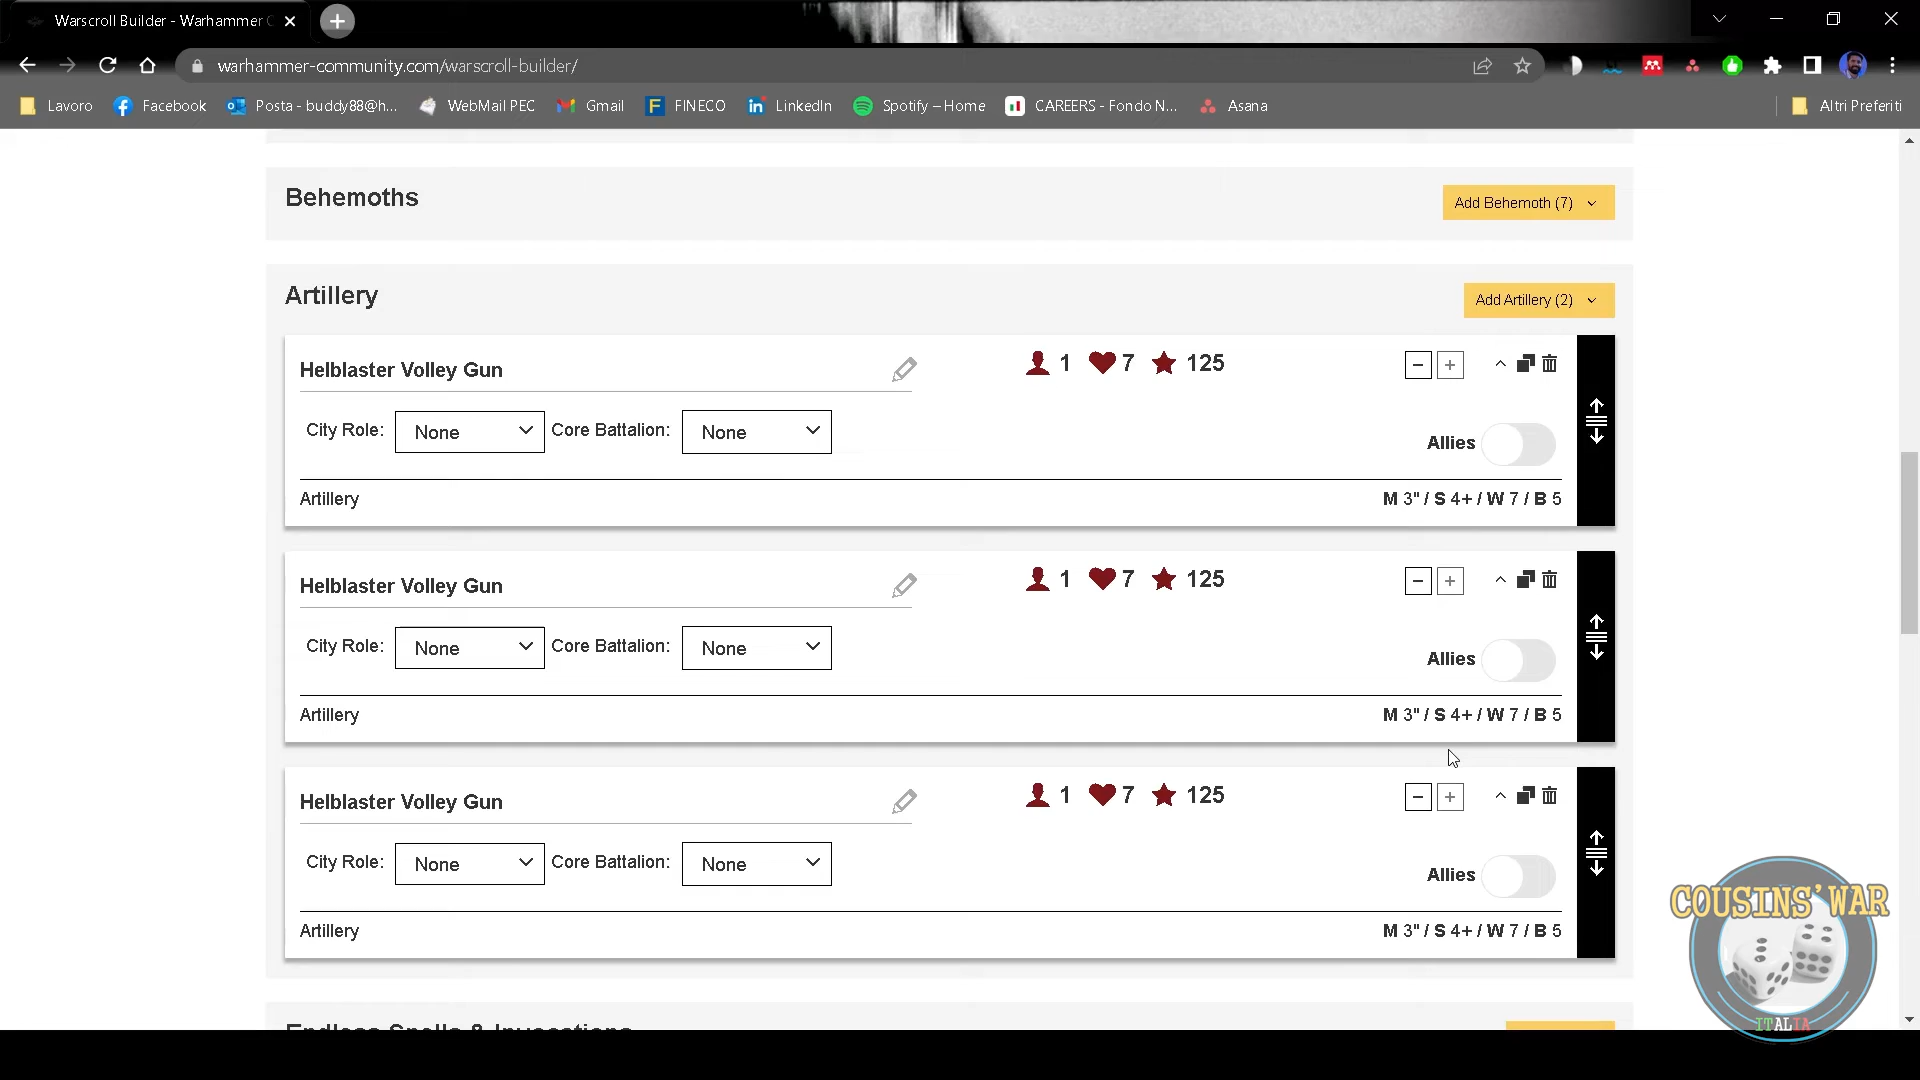 Warscroll Builder - Warhammer C
warhammer-community.com/warscroll-builder/
Lavoro Facebook Posta - buddy88@h... WebMail PEC Gmail FINECO LinkedIn Spotify – Home CAREERS - Fondo N... Asana Altri Preferiti
Behemoths
Add Behemoth (7)
Artillery
Add Artillery (2)
Helblaster Volley Gun 1 7 125
City Role: None Core Battalion: None
Allies
Artillery M 3" / S 4+ / W 7 / B 5
Helblaster Volley Gun 1 7 125
City Role: None Core Battalion: None
Allies
Artillery M 3" / S 4+ / W 7 / B 5
Helblaster Volley Gun 1 7 125
City Role: None Core Battalion: None
Allies
Artillery M 3" / S 4+ / W 7 / B 5
COUSINS' WAR
ITALIA
Endless Spells & Invocations